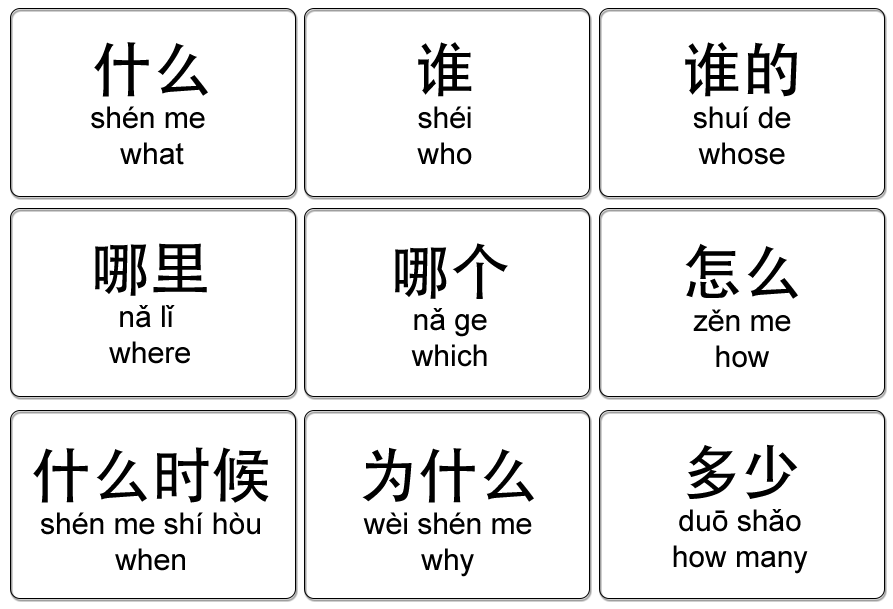 什么
shén me
what
谁
shéi
who
谁的
shuí de
whose
哪里
nǎ lǐ
where
哪个
nǎ ge
which
怎么
zěn me
how
什么时候
shén me shí hòu
when
为什么
wèi shén me
why
多少
duō shǎo
how many